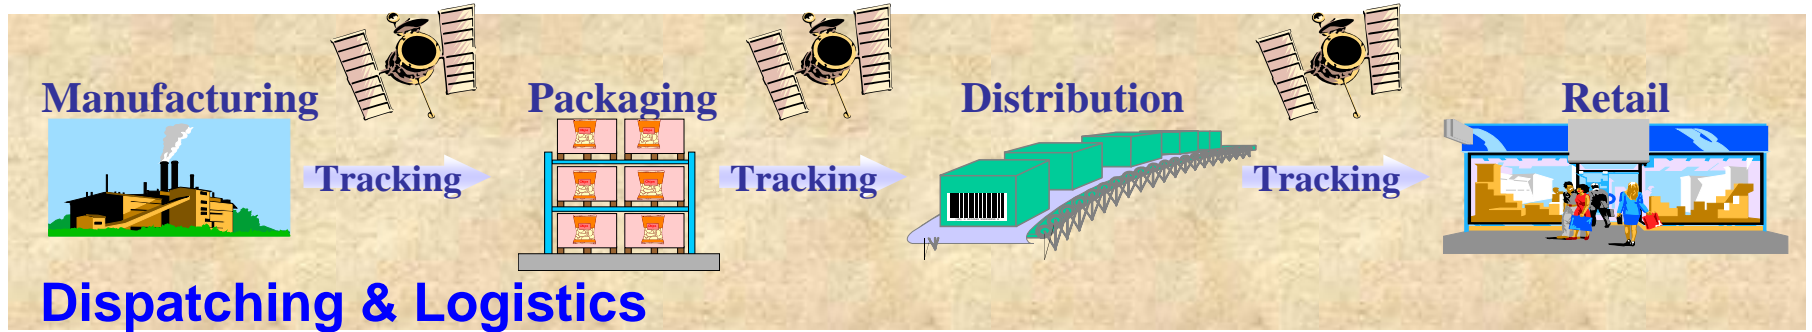 Manufacturing
Packaging
Distribution
Retail
Tracking
Tracking
Tracking
Dispatching & Logistics